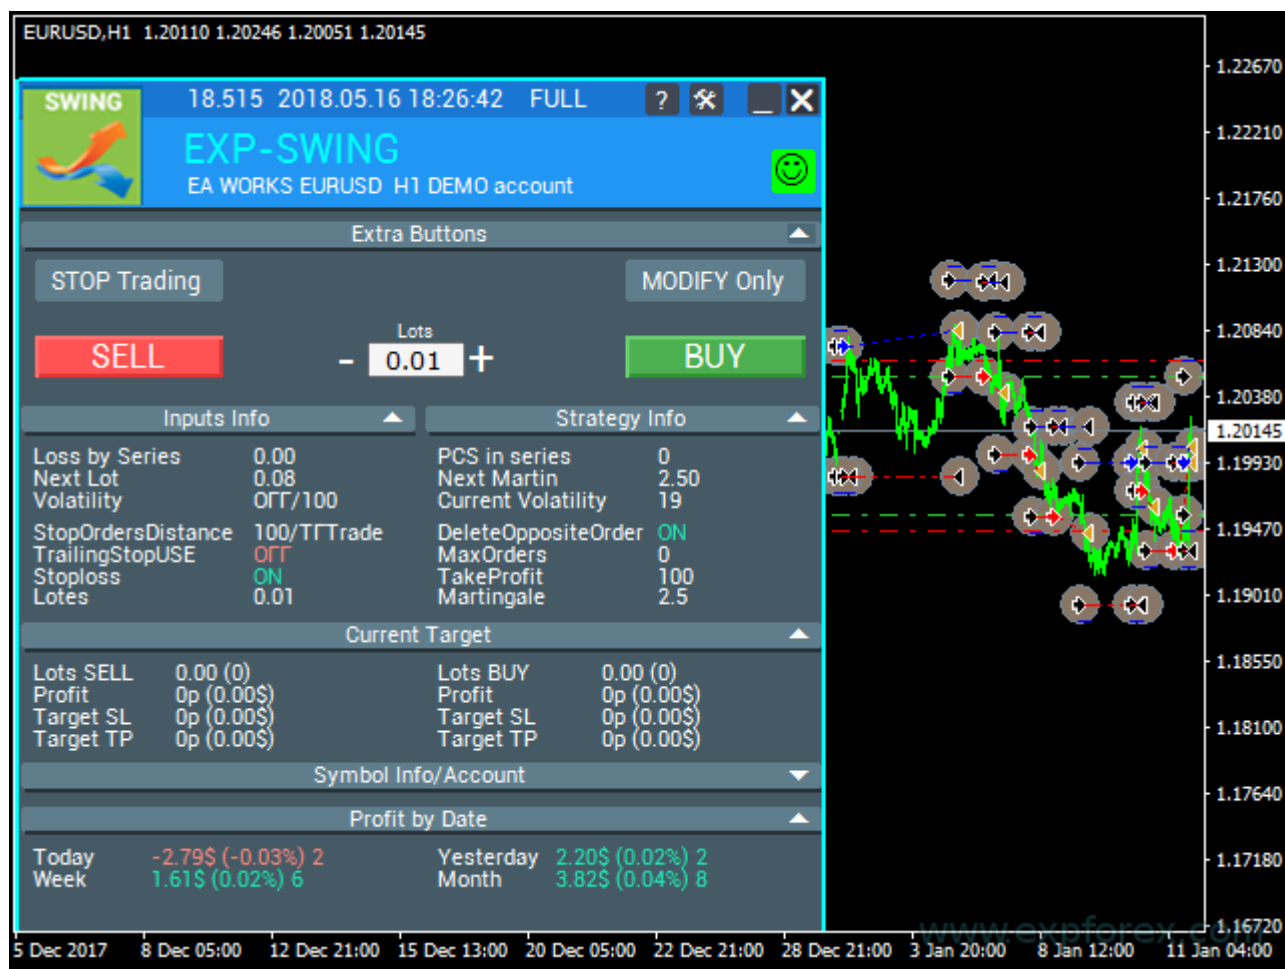 EURUSD,H1 1.20110 1.20246 1.20051 1.20145
SWING
18.515 2018.05.16 18:26:42 FULL ?
EXP-SWING
EA WORKS EURUSD H1 DEMO account
Extra Buttons
STOP Trading MODIFY Only
Lots
SELL - 0.01 + BUY
Inputs Info Strategy Info
Loss by Series 0.00 PCS in series 0
Next Lot 0.08 Next Martin 2.50
Volatility OГГ/100 Current Volatility 19
StopOrdersDistance 100/TГTrade DeleteOppositeOrder ON
TrailingStopUSE OГГ MaxOrders 0
Stoploss ON TakeProfit 100
Lotes 0.01 Martingale 2.5
Current Target
Lots SELL 0.00 (0) Lots BUY 0.00 (0)
Profit 0p (0.00$) Profit 0p (0.00$)
Target SL 0p (0.00$) Target SL 0p (0.00$)
Target TP 0p (0.00$) Target TP 0p (0.00$)
Symbol Info/Account
Profit by Date
Today -2.79$ (-0.03%) 2 Yesterday 2.20$ (0.02%) 2
Week 1.61$ (0.02%) 6 Month 3.82$ (0.04%) 8
1.22670
1.22210
1.21760
1.21300
1.20840
1.20380
1.20145
1.19930
1.19470
1.19010
1.18550
1.18100
1.17640
1.17180
1.16720
www.expforex.com
5 Dec 2017 8 Dec 05:00 12 Dec 21:00 15 Dec 13:00 20 Dec 05:00 22 Dec 21:00 28 Dec 21:00 3 Jan 20:00 8 Jan 12:00 11 Jan 04:00